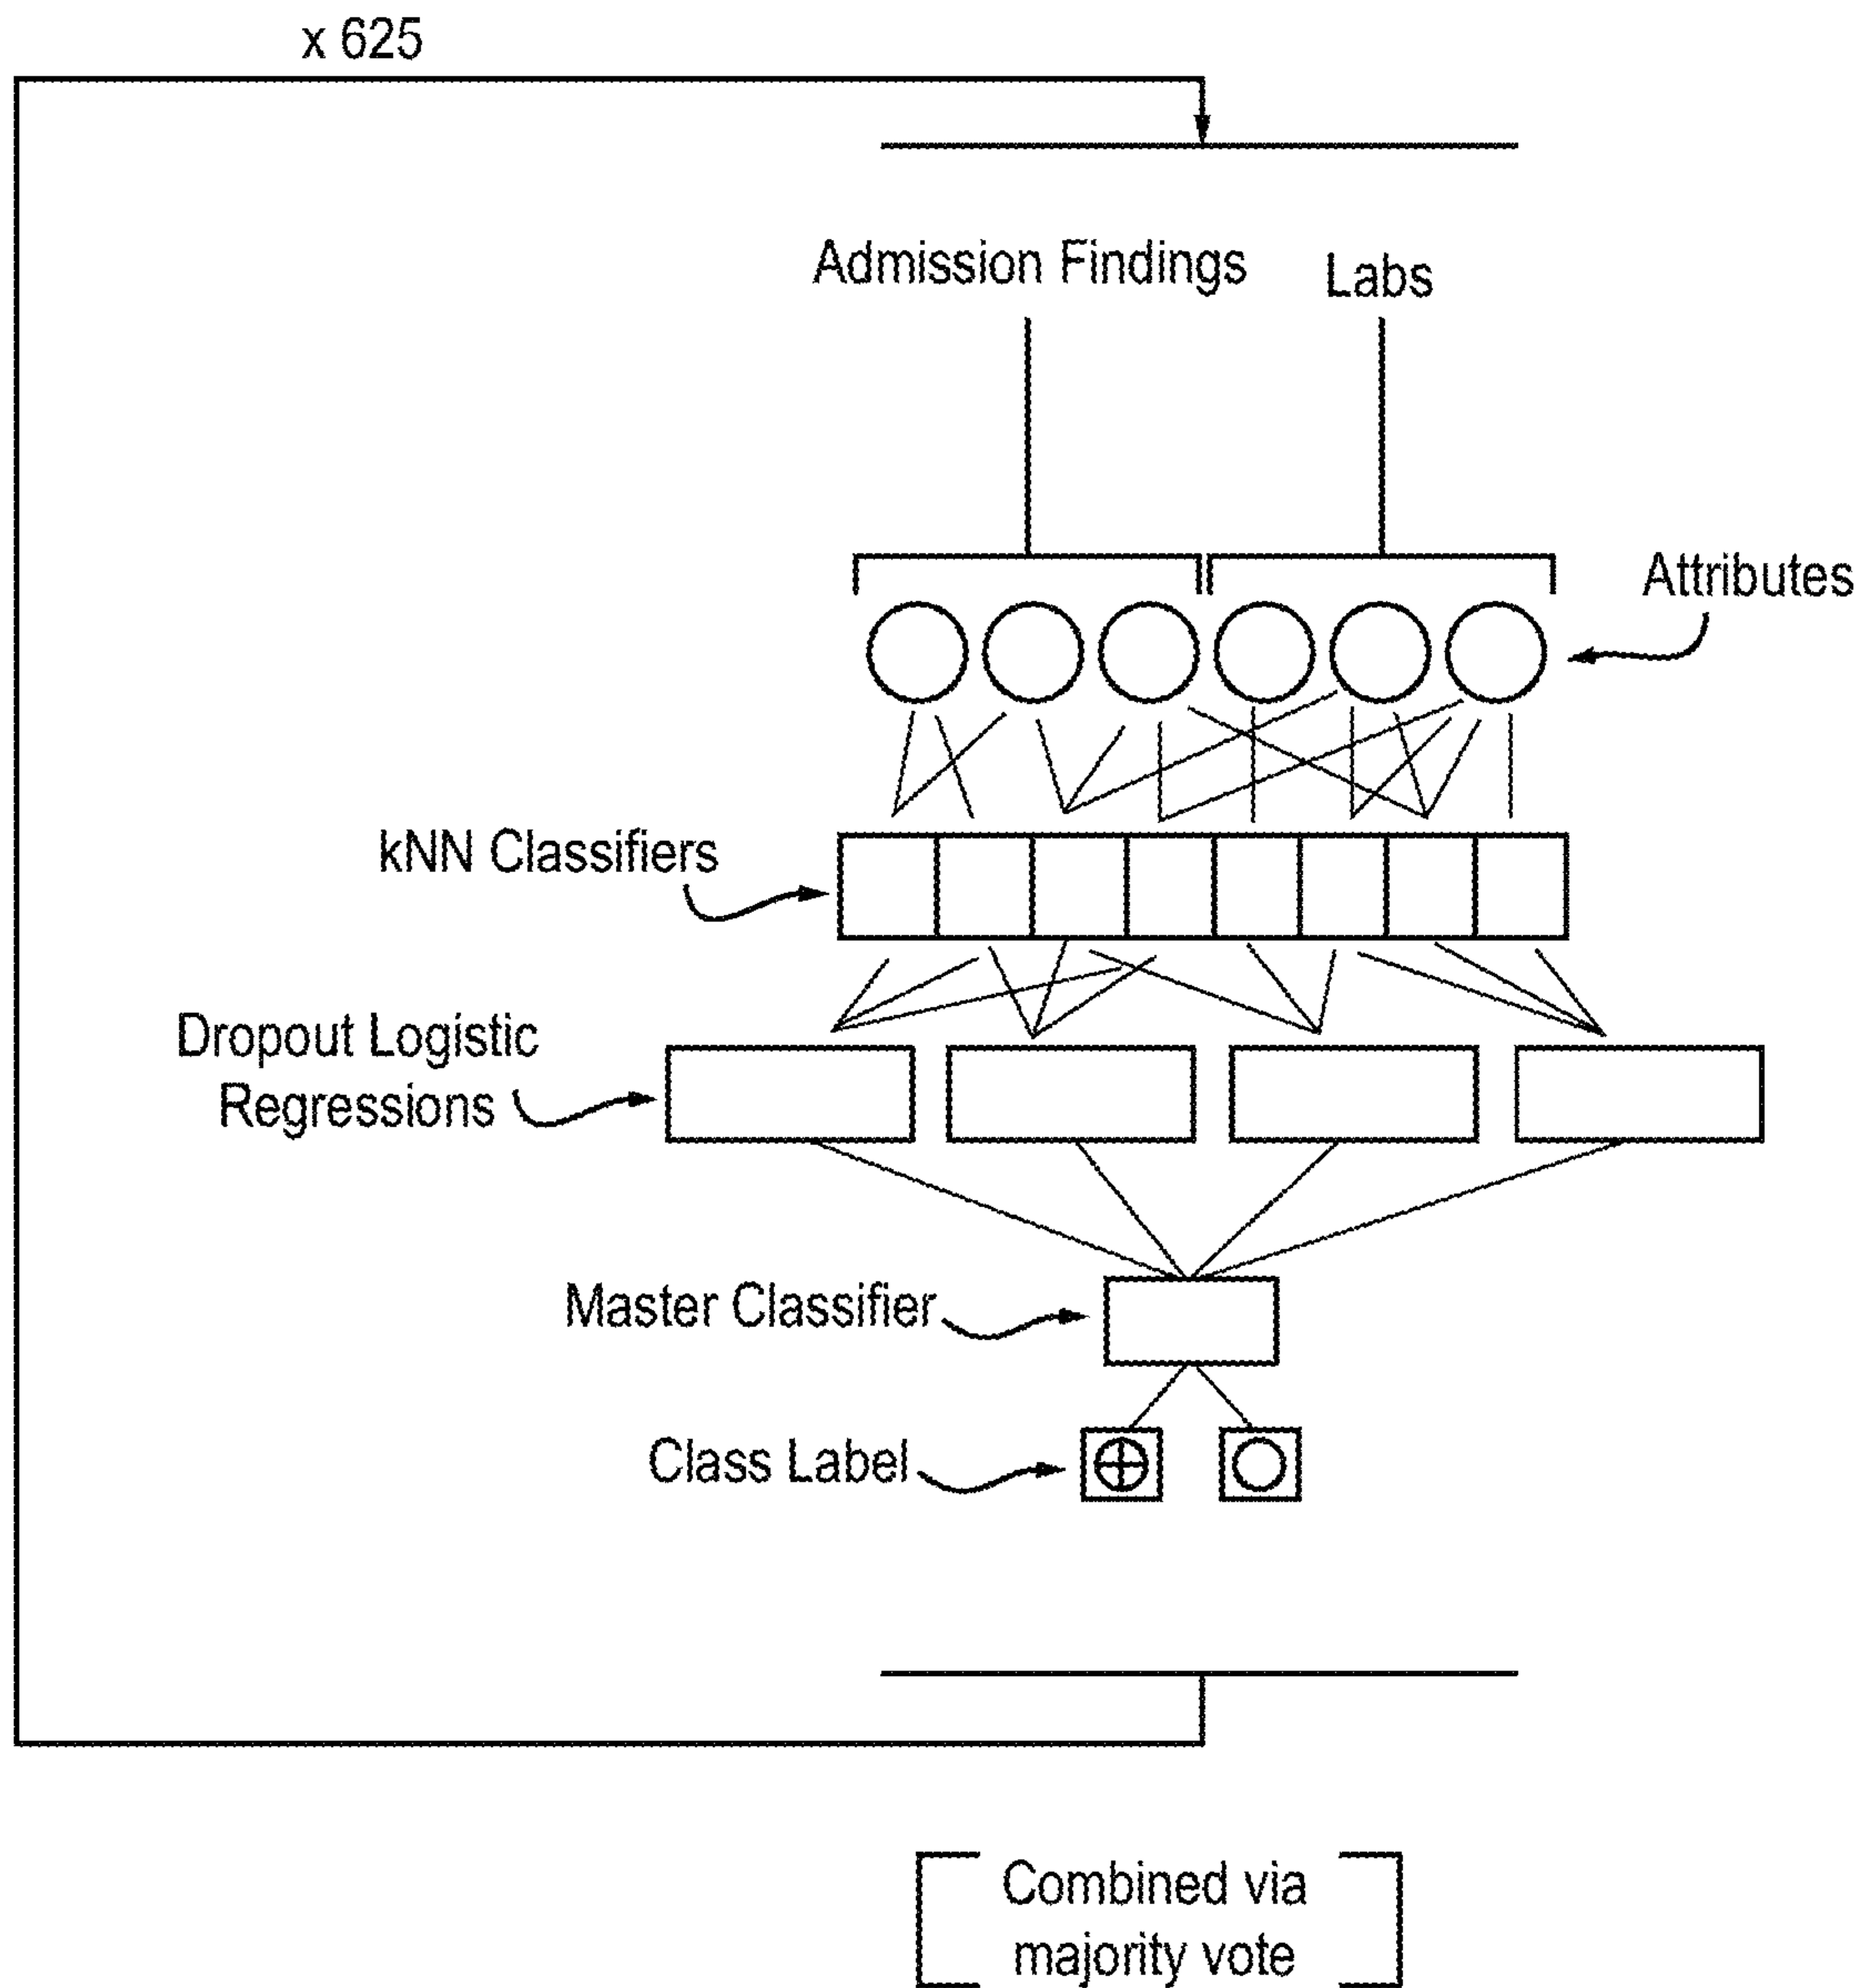 x 625
Admission Findings
Labs
Attributes
kNN Classifiers
Dropout Logistic
Regressions
Master Classifier
Class Label
Combined via
majority vote